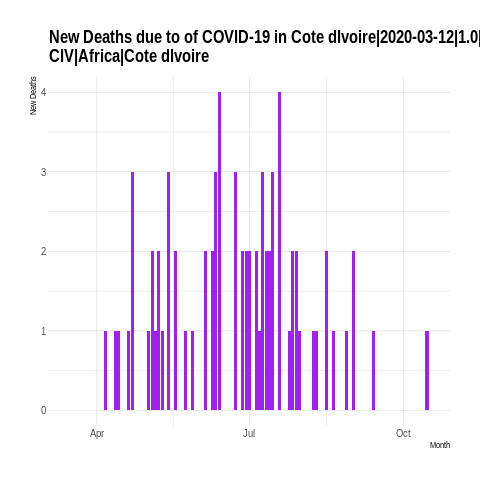 New Deaths due to of COVID-19 in Cote dIvoire|2020-03-12|1.0|
CIV|Africa|Cote dIvoire
New Deaths
4
3
2
1
0
Apr
Jul
Oct
Month